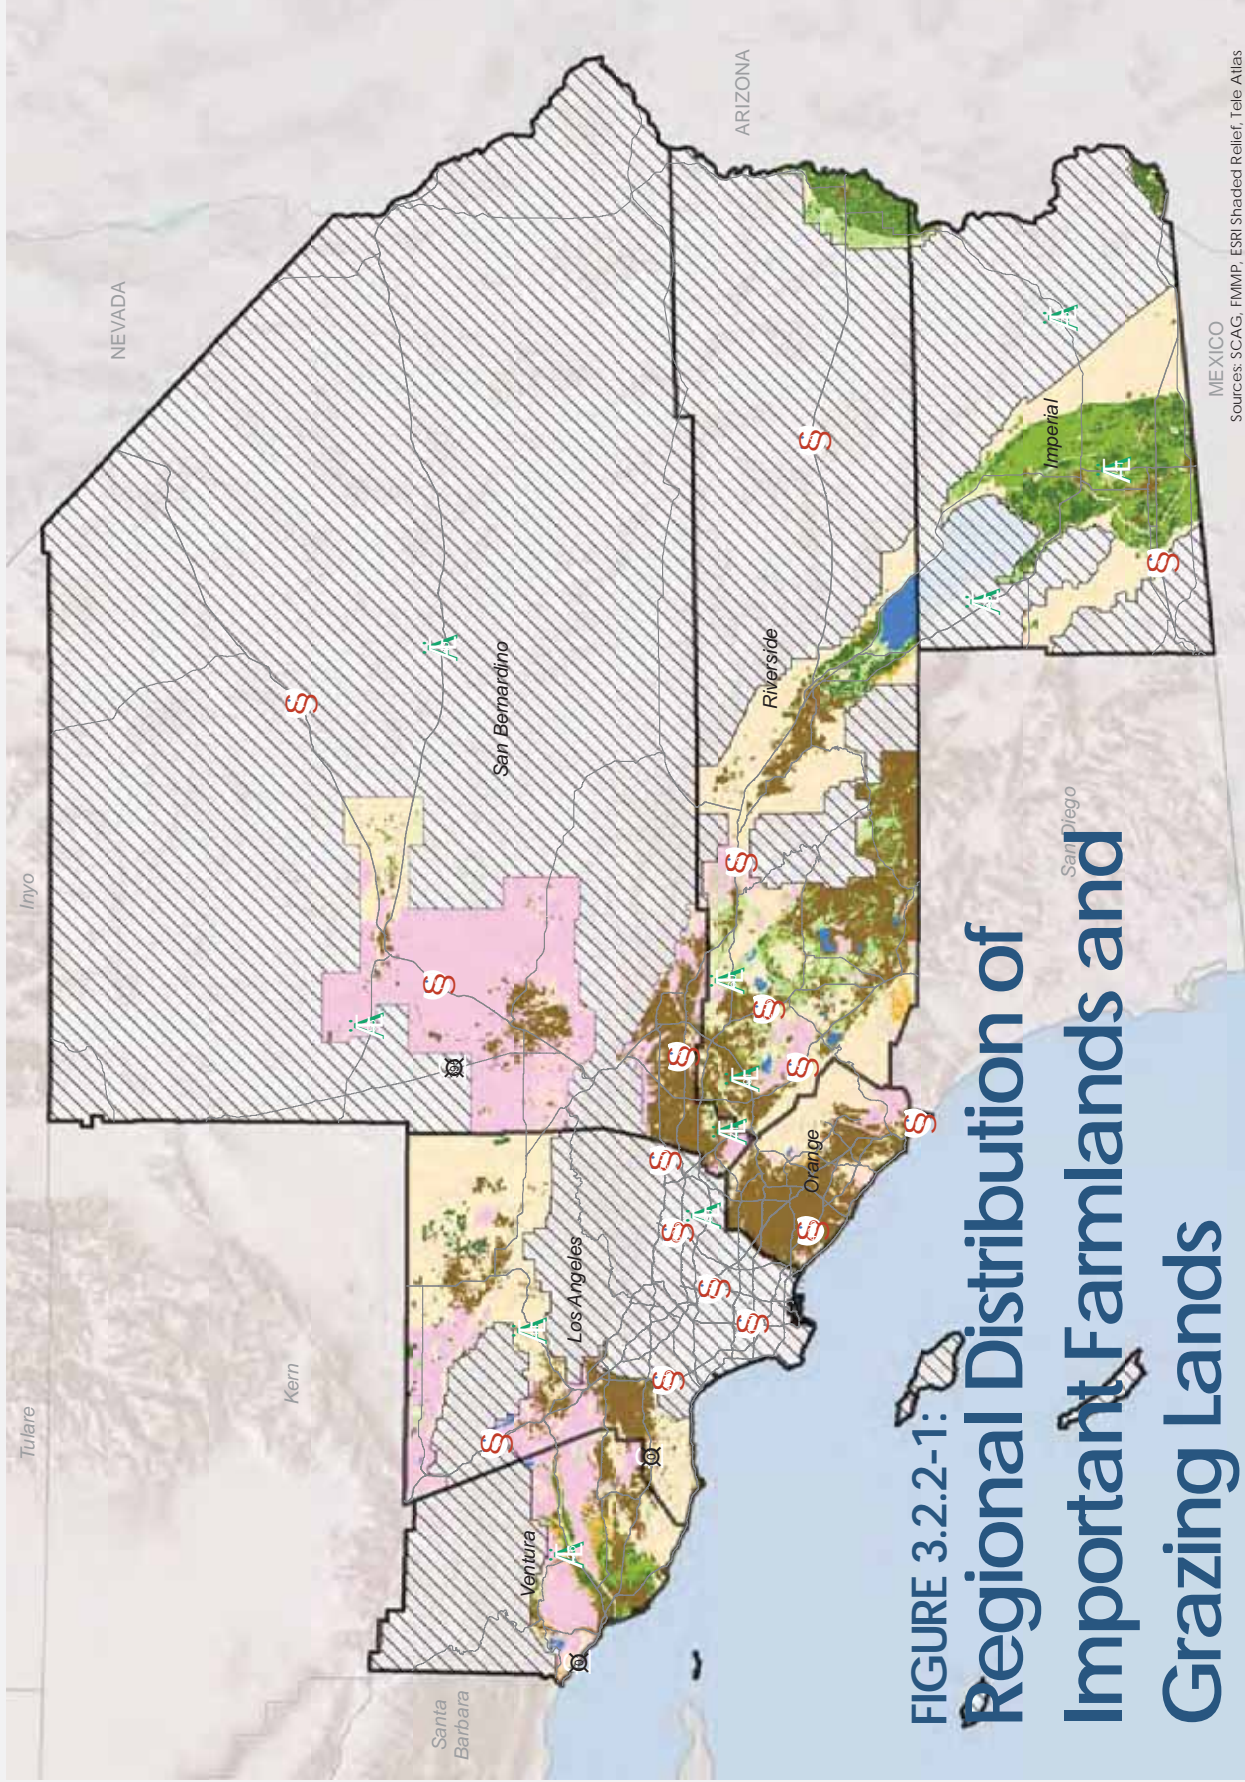 NEVADA
ARIZONA
MEXICO
Inyo
Tulare
Kern
Santa
Barbara
San Diego
San Bernardino
Riverside
Imperial
Los Angeles
Orange
Ventura
FIGURE 3.2.2-1:
Regional Distribution of
Important Farmlands and
Grazing Lands
Sources: SCAG, FMMP, ESRI Shaded Relief, Tele Atlas